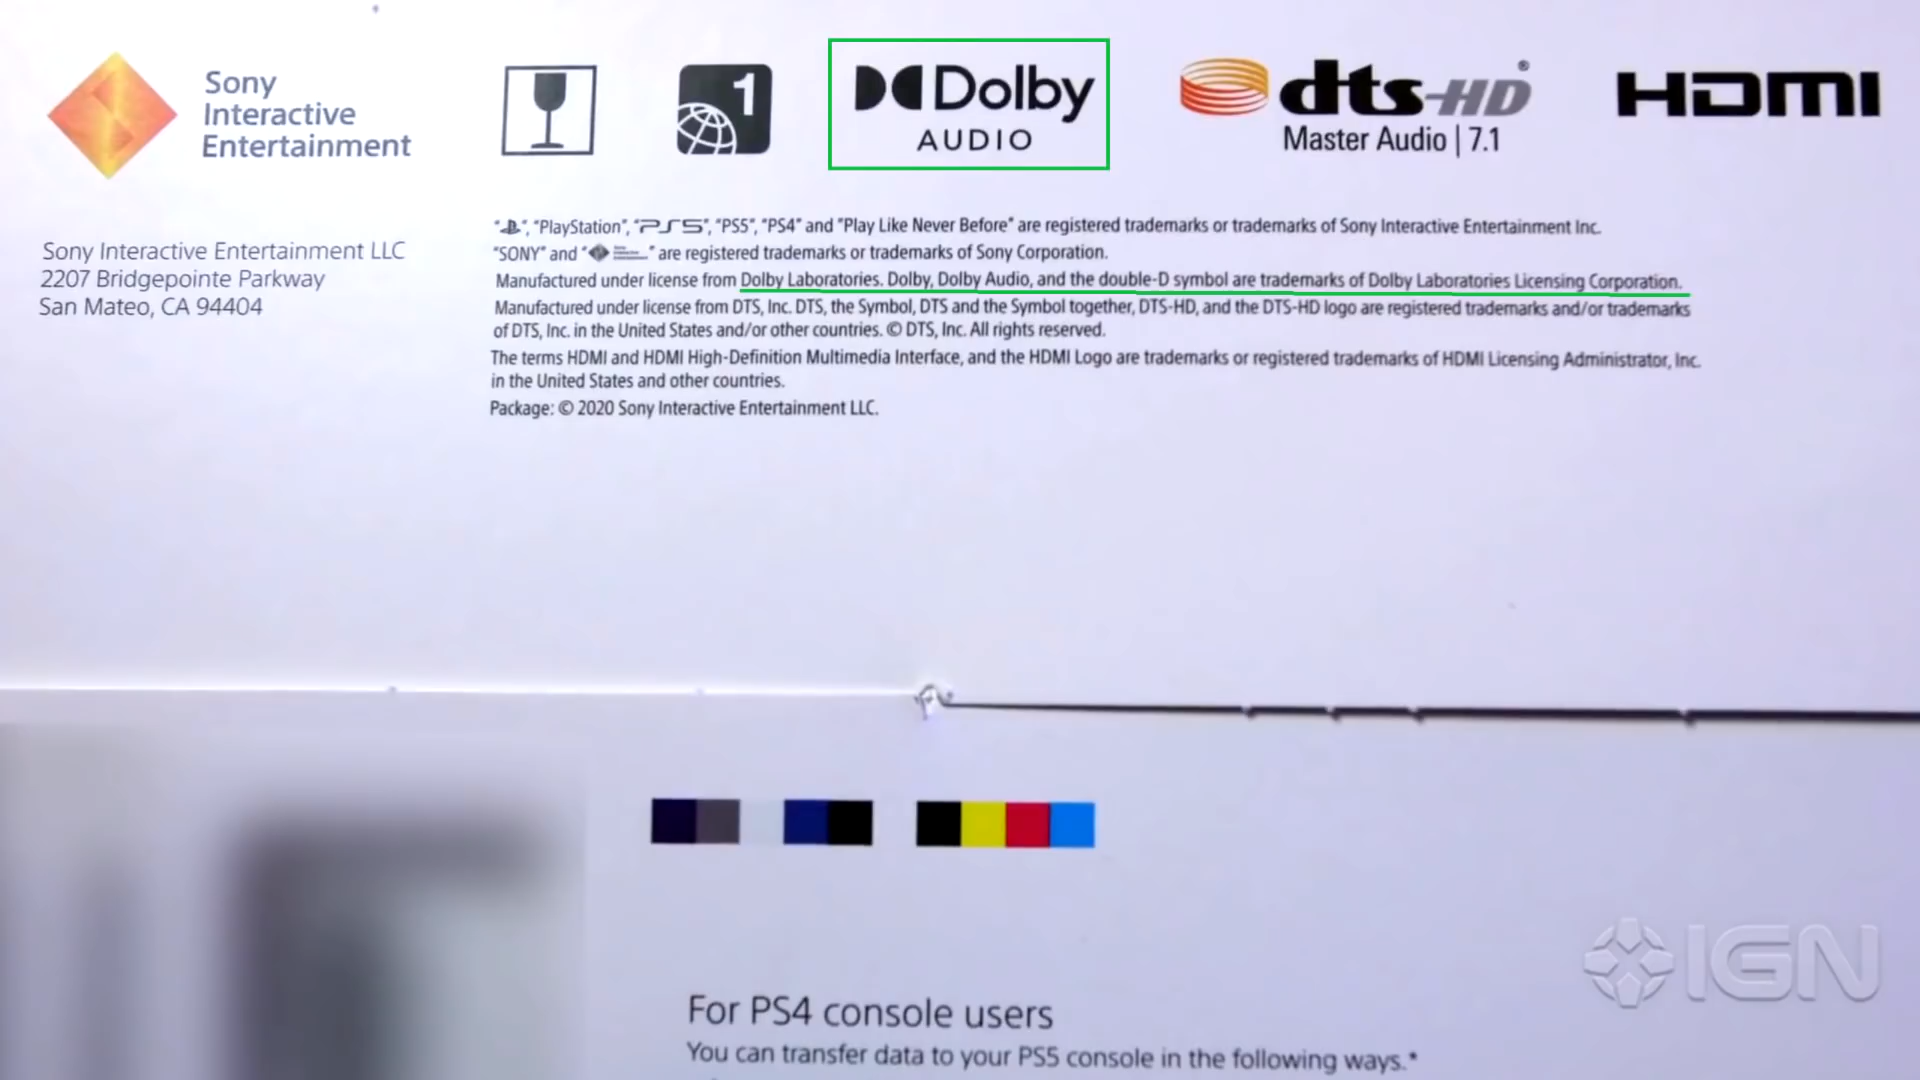 Sony
Interactive
Entertainment
1
Dolby
AUDIO
dts-HD®
Master Audio | 7.1
HDMI
Sony Interactive Entertainment LLC
2207 Bridgepointe Parkway
San Mateo, CA 94404
" ", "PlayStation", "PS5", "PS5", "PS4" and "Play Like Never Before" are registered trademarks or trademarks of Sony Interactive Entertainment Inc.
"SONY" and " " are registered trademarks or trademarks of Sony Corporation.
Manufactured under license from Dolby Laboratories. Dolby, Dolby Audio, and the double-D symbol are trademarks of Dolby Laboratories Licensing Corporation.
Manufactured under license from DTS, Inc. DTS, the Symbol, DTS and the Symbol together, DTS-HD, and the DTS-HD logo are registered trademarks and/or trademarks
of DTS, Inc. in the United States and/or other countries. © DTS, Inc. All rights reserved.
The terms HDMI and HDMI High-Definition Multimedia Interface, and the HDMI Logo are trademarks or registered trademarks of HDMI Licensing Administrator, Inc.
in the United States and other countries.
Package: © 2020 Sony Interactive Entertainment LLC.
For PS4 console users
You can transfer data to your PS5 console in the following ways.*
IGN